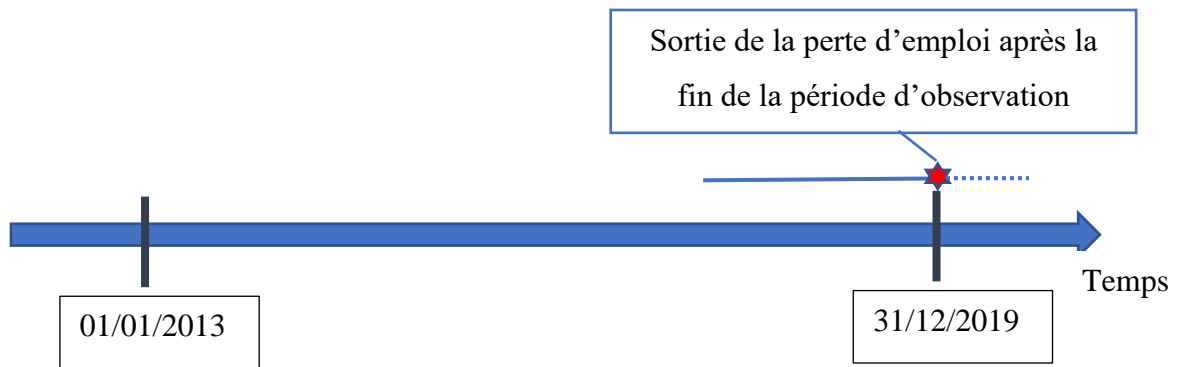 Sortie de la perte d’emploi après la
fin de la période d’observation
Temps
01/01/2013
31/12/2019